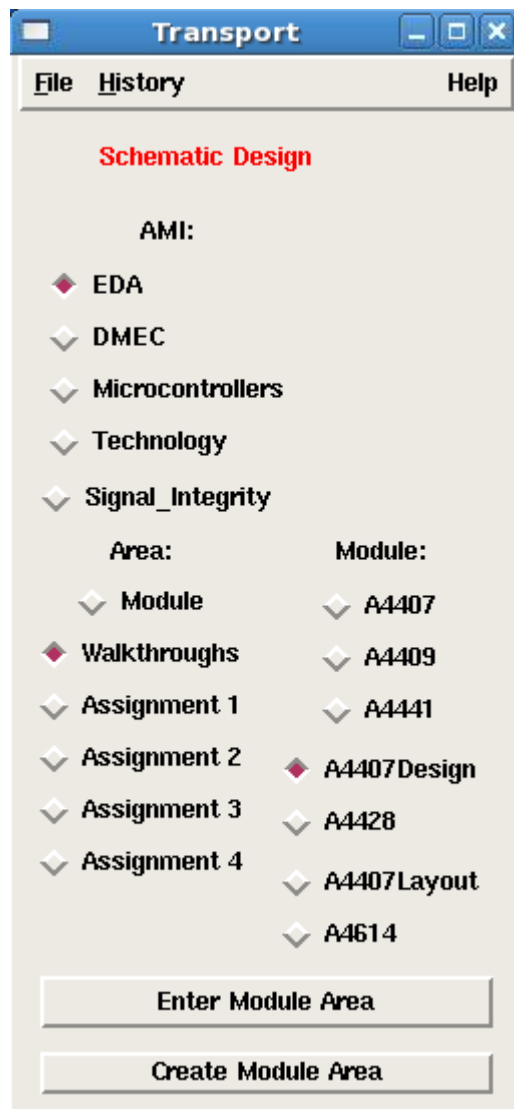 Transport
File History Help
Schematic Design
AMI:
EDA
DMEC
Microcontrollers
Technology
Signal_Integrity
Area: Module:
Module A4407
Walkthroughs A4409
Assignment 1 A4441
Assignment 2 A4407Design
Assignment 3 A4428
Assignment 4 A4407Layout
A4614
Enter Module Area
Create Module Area